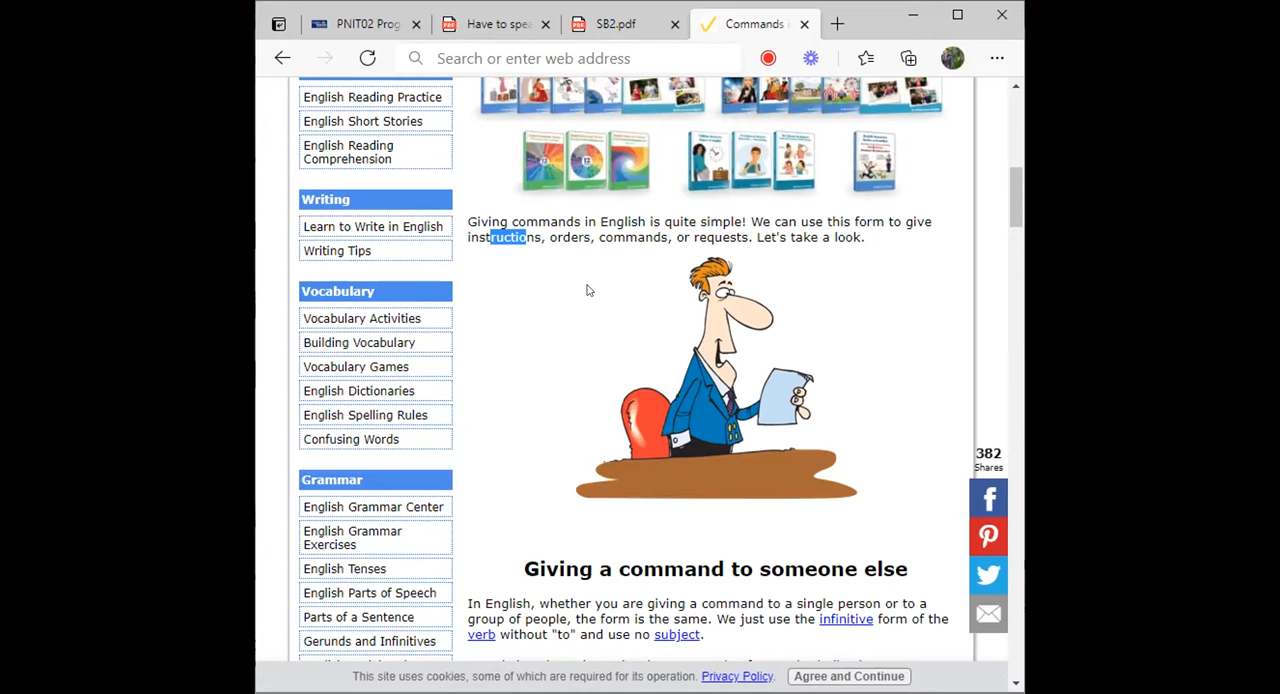 PNIT02 Prog
Have to spea
SB2.pdf
Commands i
Search or enter web address
English Reading Practice
English Short Stories
English Reading
Comprehension
Writing
Learn to Write in English
Writing Tips
Vocabulary
Vocabulary Activities
Building Vocabulary
Vocabulary Games
English Dictionaries
English Spelling Rules
Confusing Words
Grammar
English Grammar Center
English Grammar
Exercises
English Tenses
English Parts of Speech
Parts of a Sentence
Gerunds and Infinitives
Giving commands in English is quite simple! We can use this form to give
instructions, orders, commands, or requests. Let's take a look.
Giving a command to someone else
In English, whether you are giving a command to a single person or to a
group of people, the form is the same. We just use the infinitive form of the
verb without "to" and use no subject.
382
Shares
This site uses cookies, some of which are required for its operation. Privacy Policy.
Agree and Continue